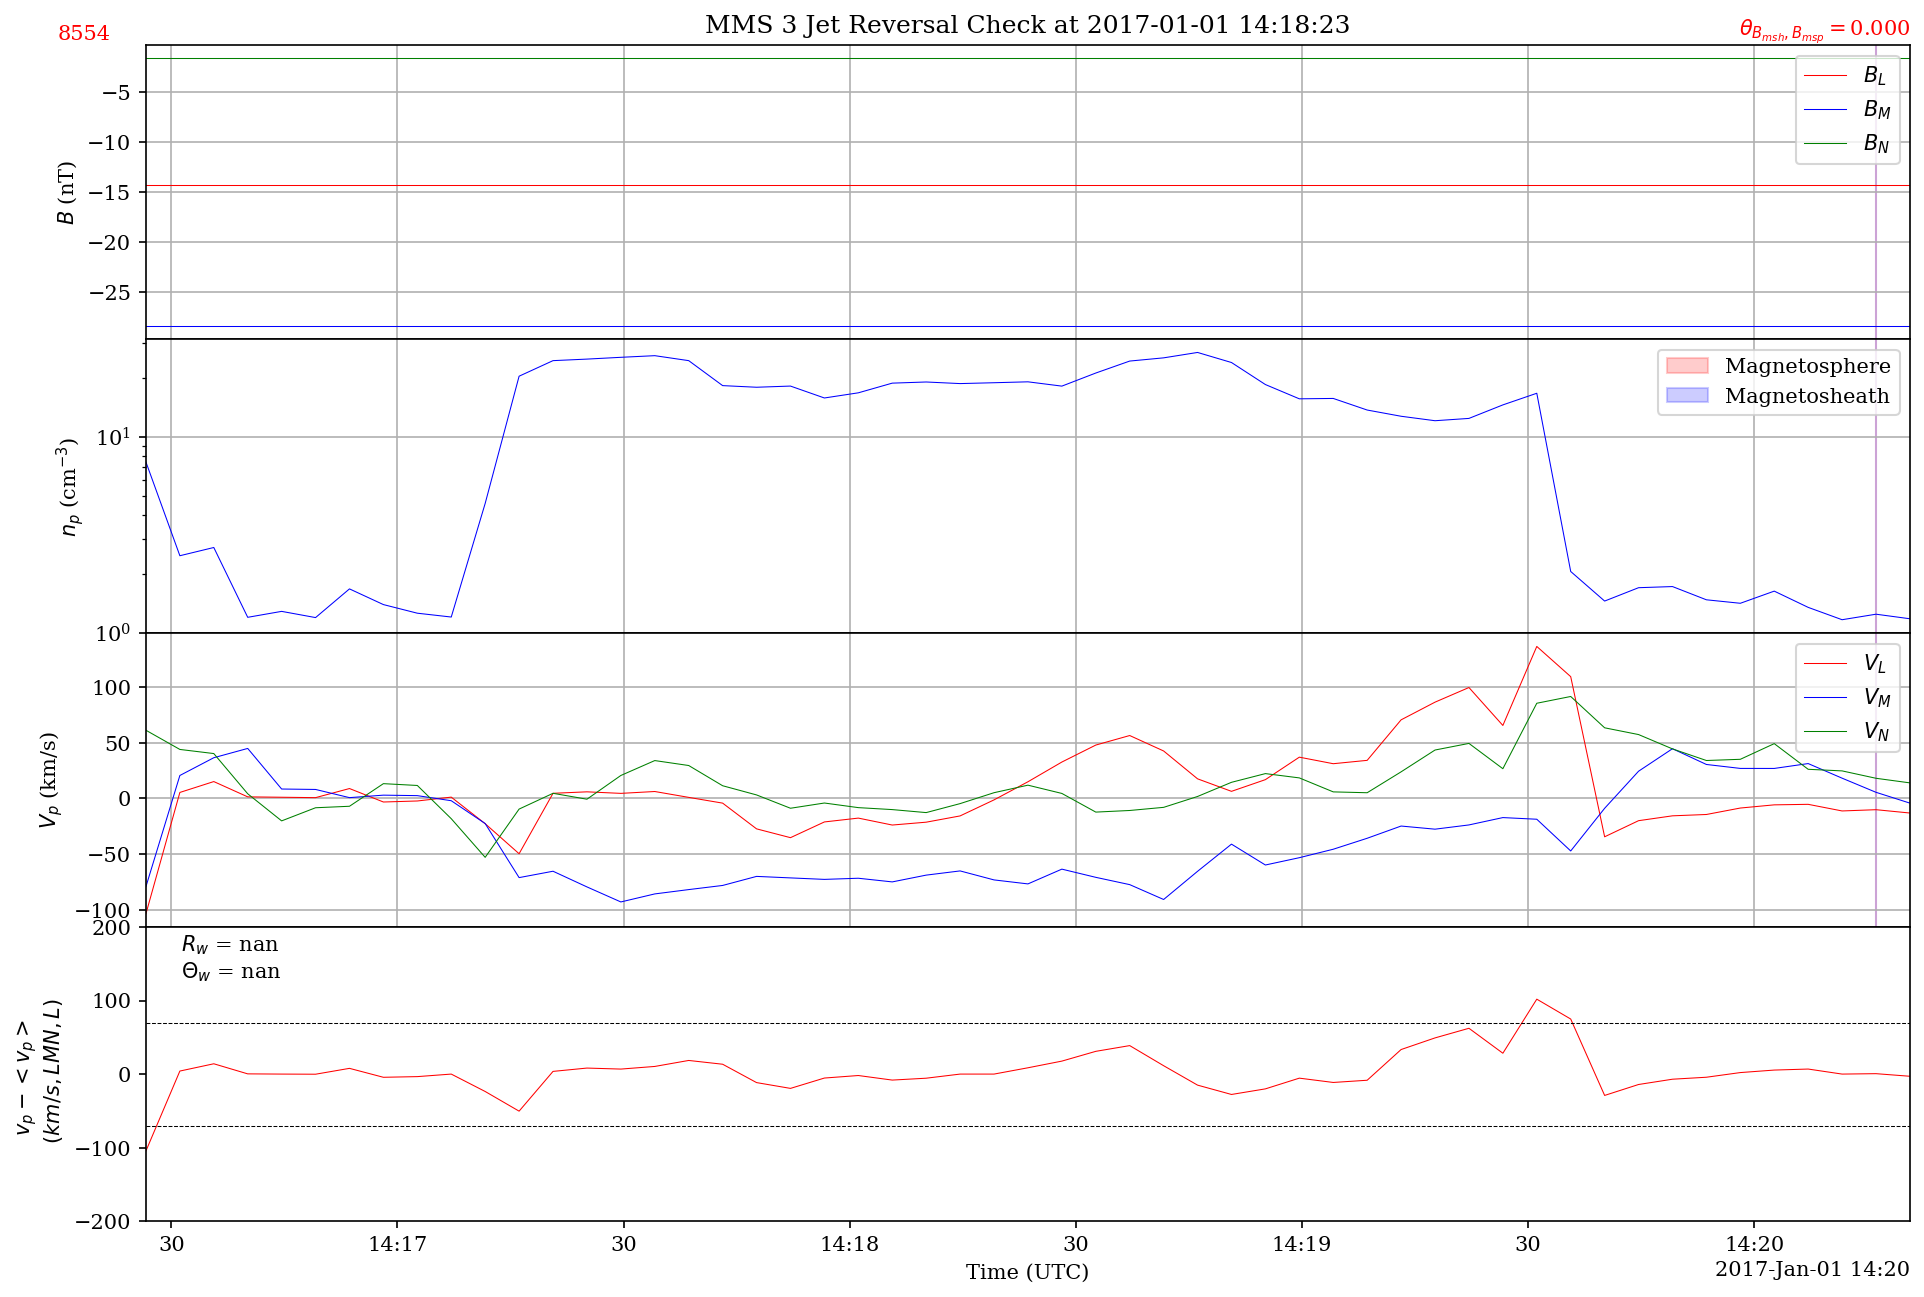 MMS 3 Jet Reversal Check at 2017-01-01 14:18:23
8554
θ_{B_{msh}, B_{msp}} = 0.000
−5
−10
−15
−20
−25
B (nT)
B_L
B_M
B_N
10^1
10^0
n_p (cm^{−3})
Magnetosphere
Magnetosheath
100
50
0
−50
−100
V_p (km/s)
V_L
V_M
V_N
200
100
0
−100
−200
v_p − < v_p >
(km/s, LMN, L)
R_w = nan
Θ_w = nan
30
14:17
30
14:18
30
14:19
30
14:20
Time (UTC)
2017-Jan-01 14:20